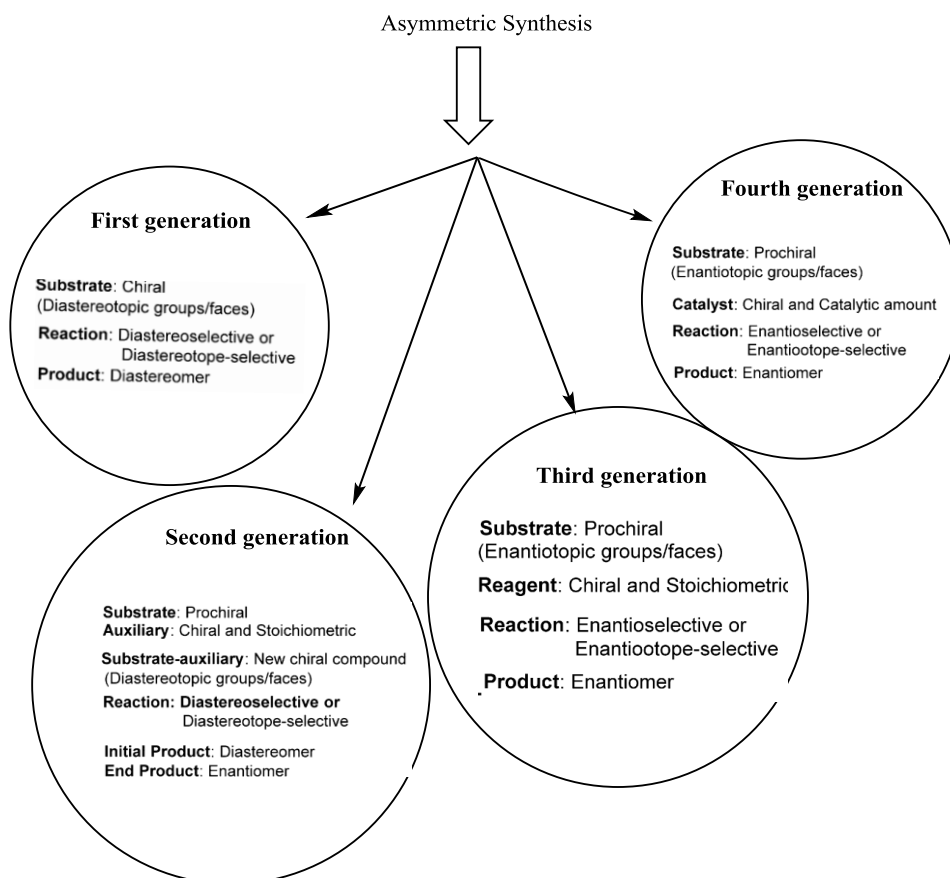 Asymmetric Synthesis
First generation
Substrate: Chiral
(Diastereotopic groups/faces)
Reaction: Diastereoselective or
Diastereotope-selective
Product: Diastereomer
Second generation
Substrate: Prochiral
Auxiliary: Chiral and Stoichiometric
Substrate-auxiliary: New chiral compound
(Diastereotopic groups/faces)
Reaction: Diastereoselective or
Diastereotope-selective
Initial Product: Diastereomer
End Product: Enantiomer
Third generation
Substrate: Prochiral
(Enantiotopic groups/faces)
Reagent: Chiral and Stoichiometric
Reaction: Enantioselective or
Enantiootope-selective
Product: Enantiomer
Fourth generation
Substrate: Prochiral
(Enantiotopic groups/faces)
Catalyst: Chiral and Catalytic amount
Reaction: Enantioselective or
Enantiootope-selective
Product: Enantiomer